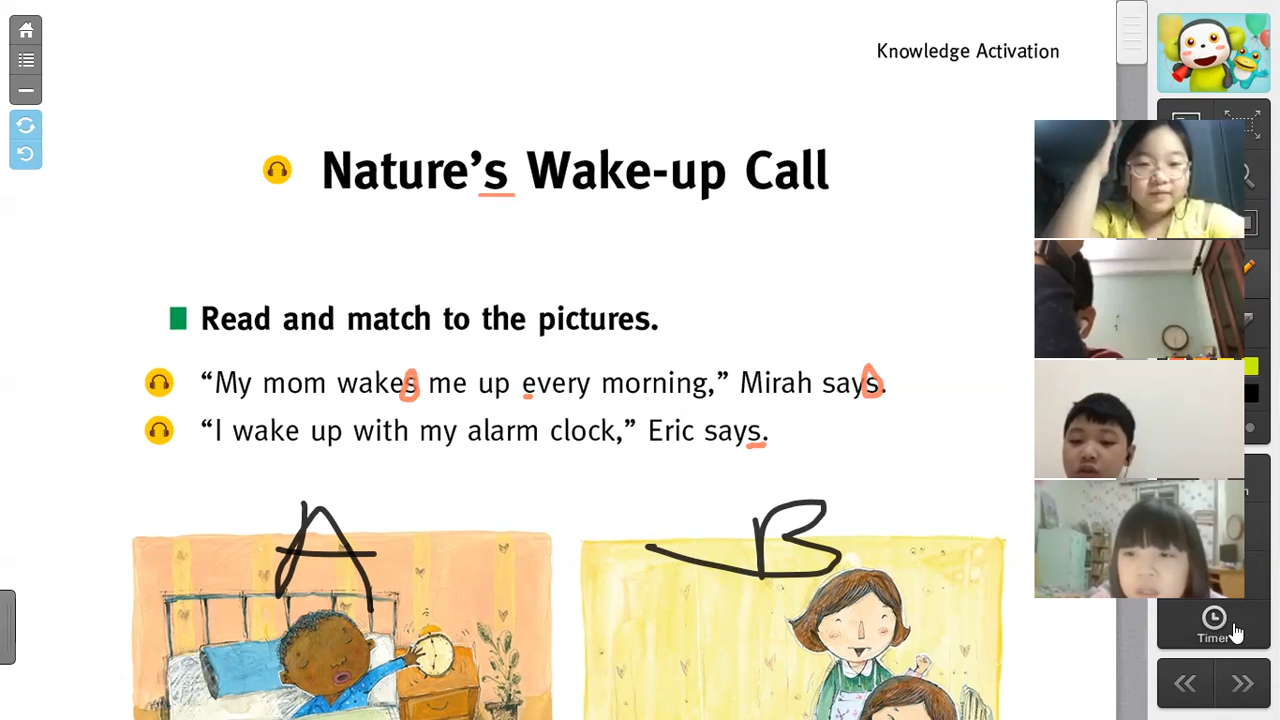 Knowledge Activation
Nature's Wake-up Call
Read and match to the pictures.
“My mom wakes me up every morning,” Mirah says.
“I wake up with my alarm clock,” Eric says.
A
B
Timer